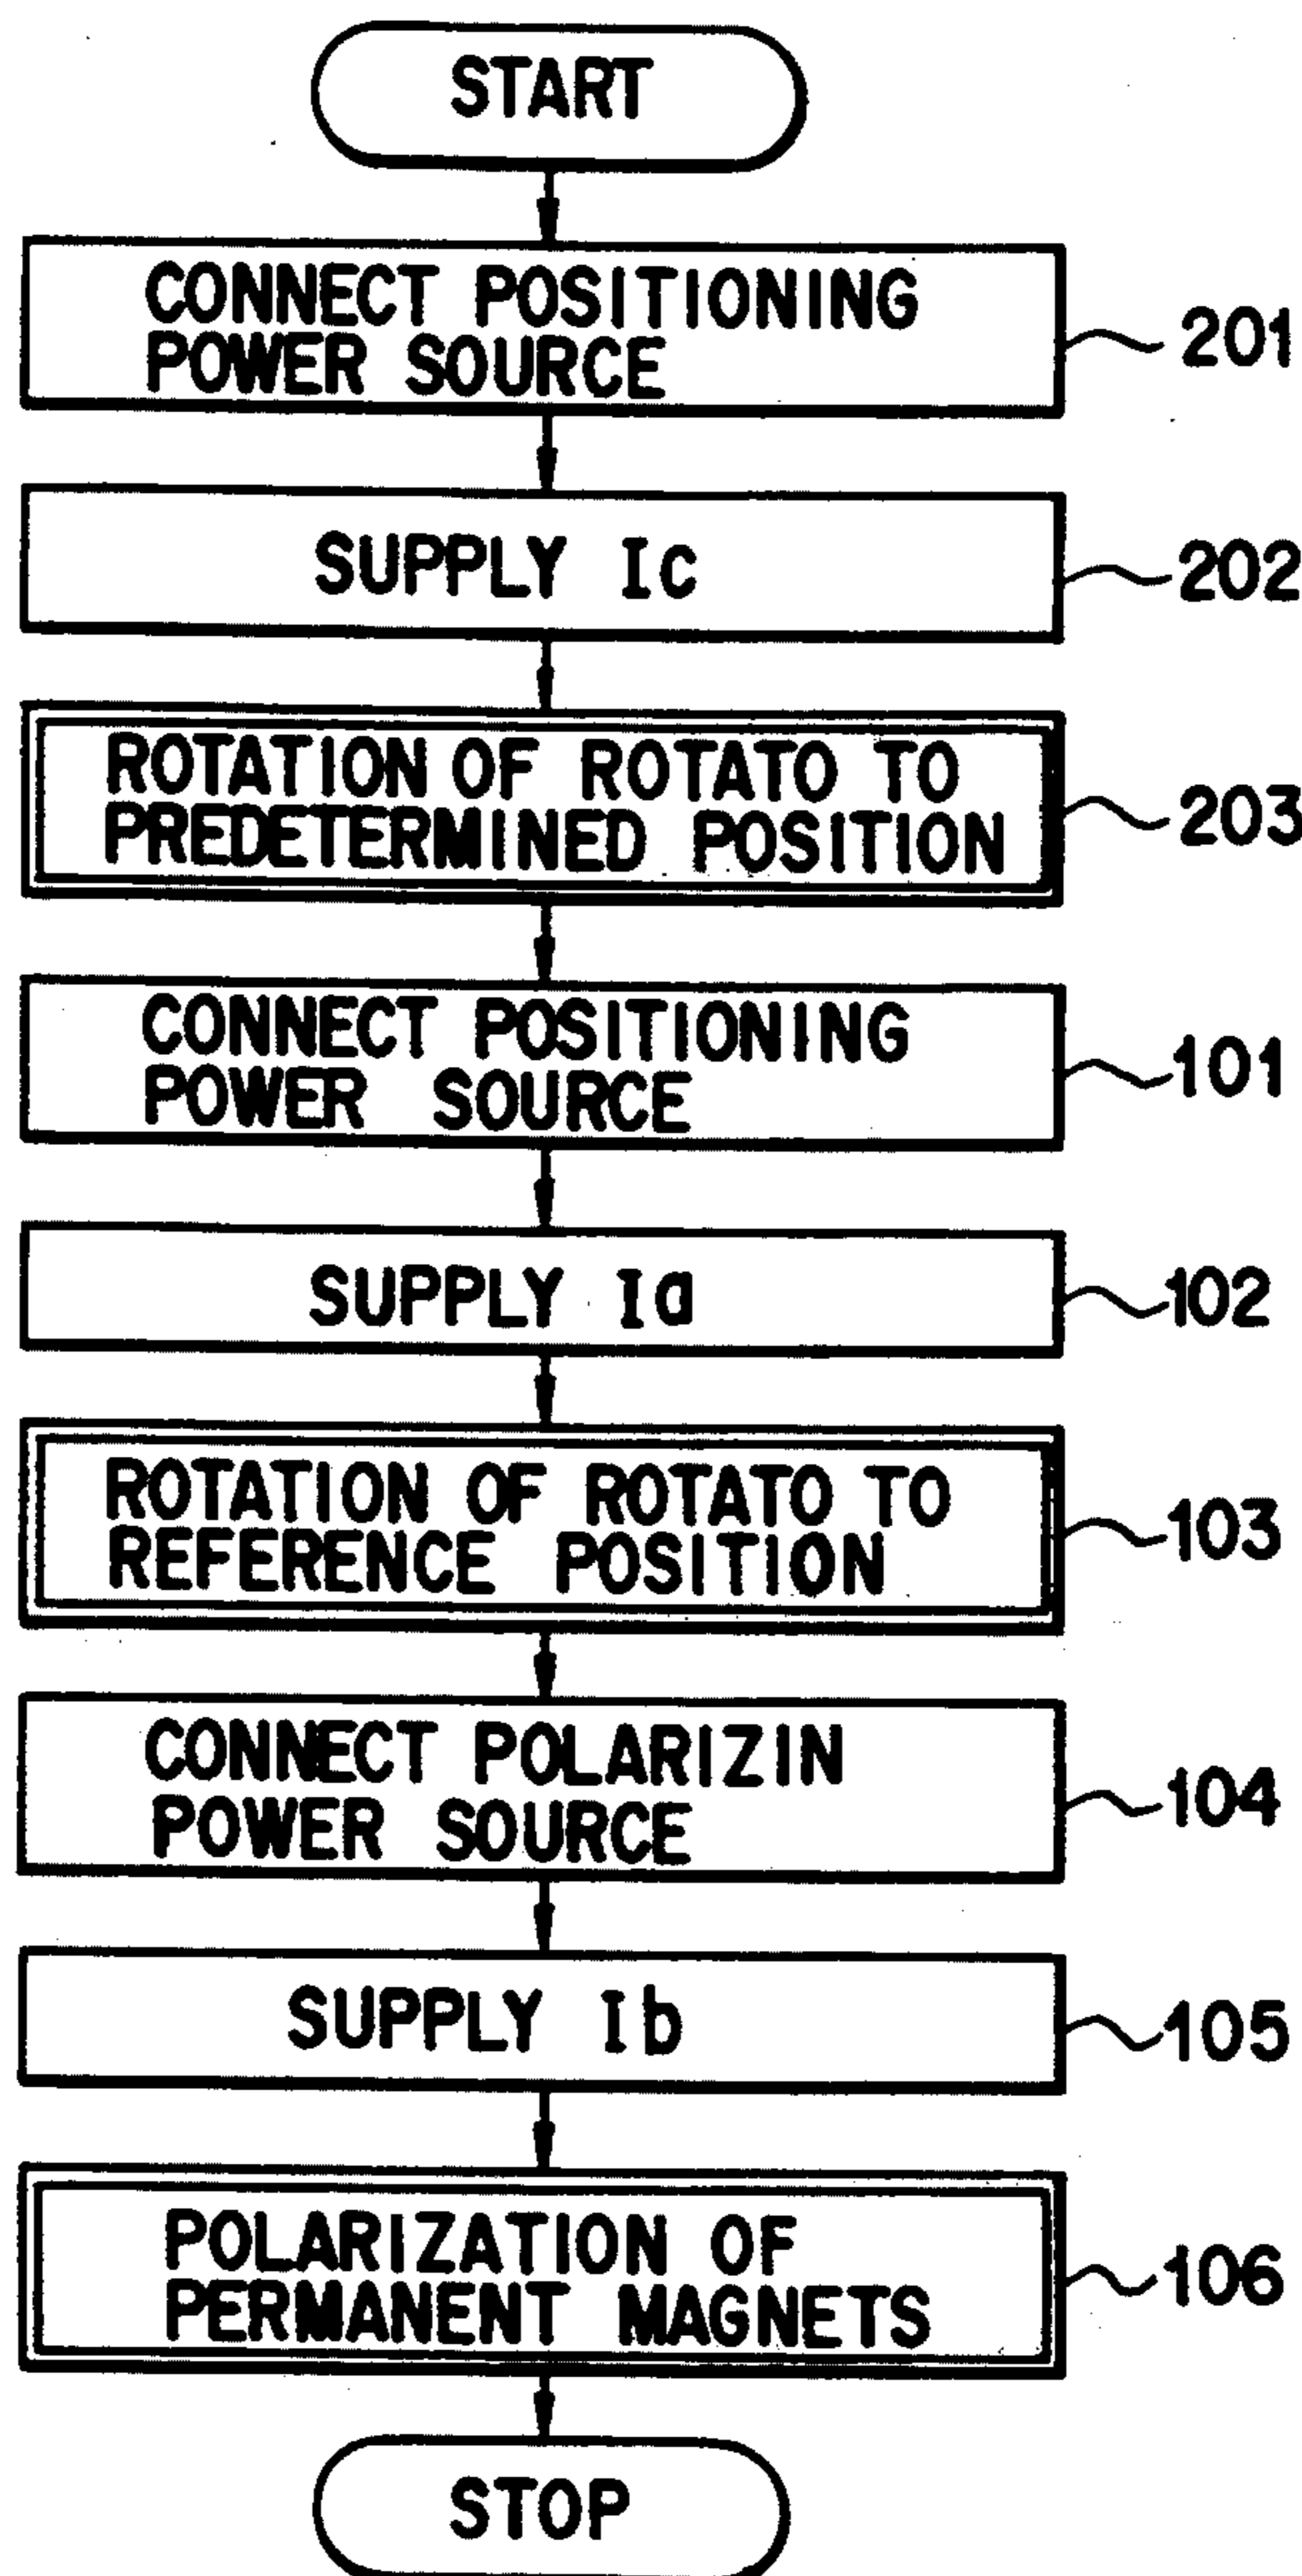 START
CONNECT POSITIONING
POWER SOURCE
201
SUPPLY Ic
202
ROTATION OF ROTATO TO
PREDETERMINED POSITION
203
CONNECT POSITIONING
POWER SOURCE
101
SUPPLY Ia
102
ROTATION OF ROTATO TO
REFERENCE POSITION
103
CONNECT POLARIZIN
POWER SOURCE
104
SUPPLY Ib
105
POLARIZATION OF
PERMANENT MAGNETS
106
STOP